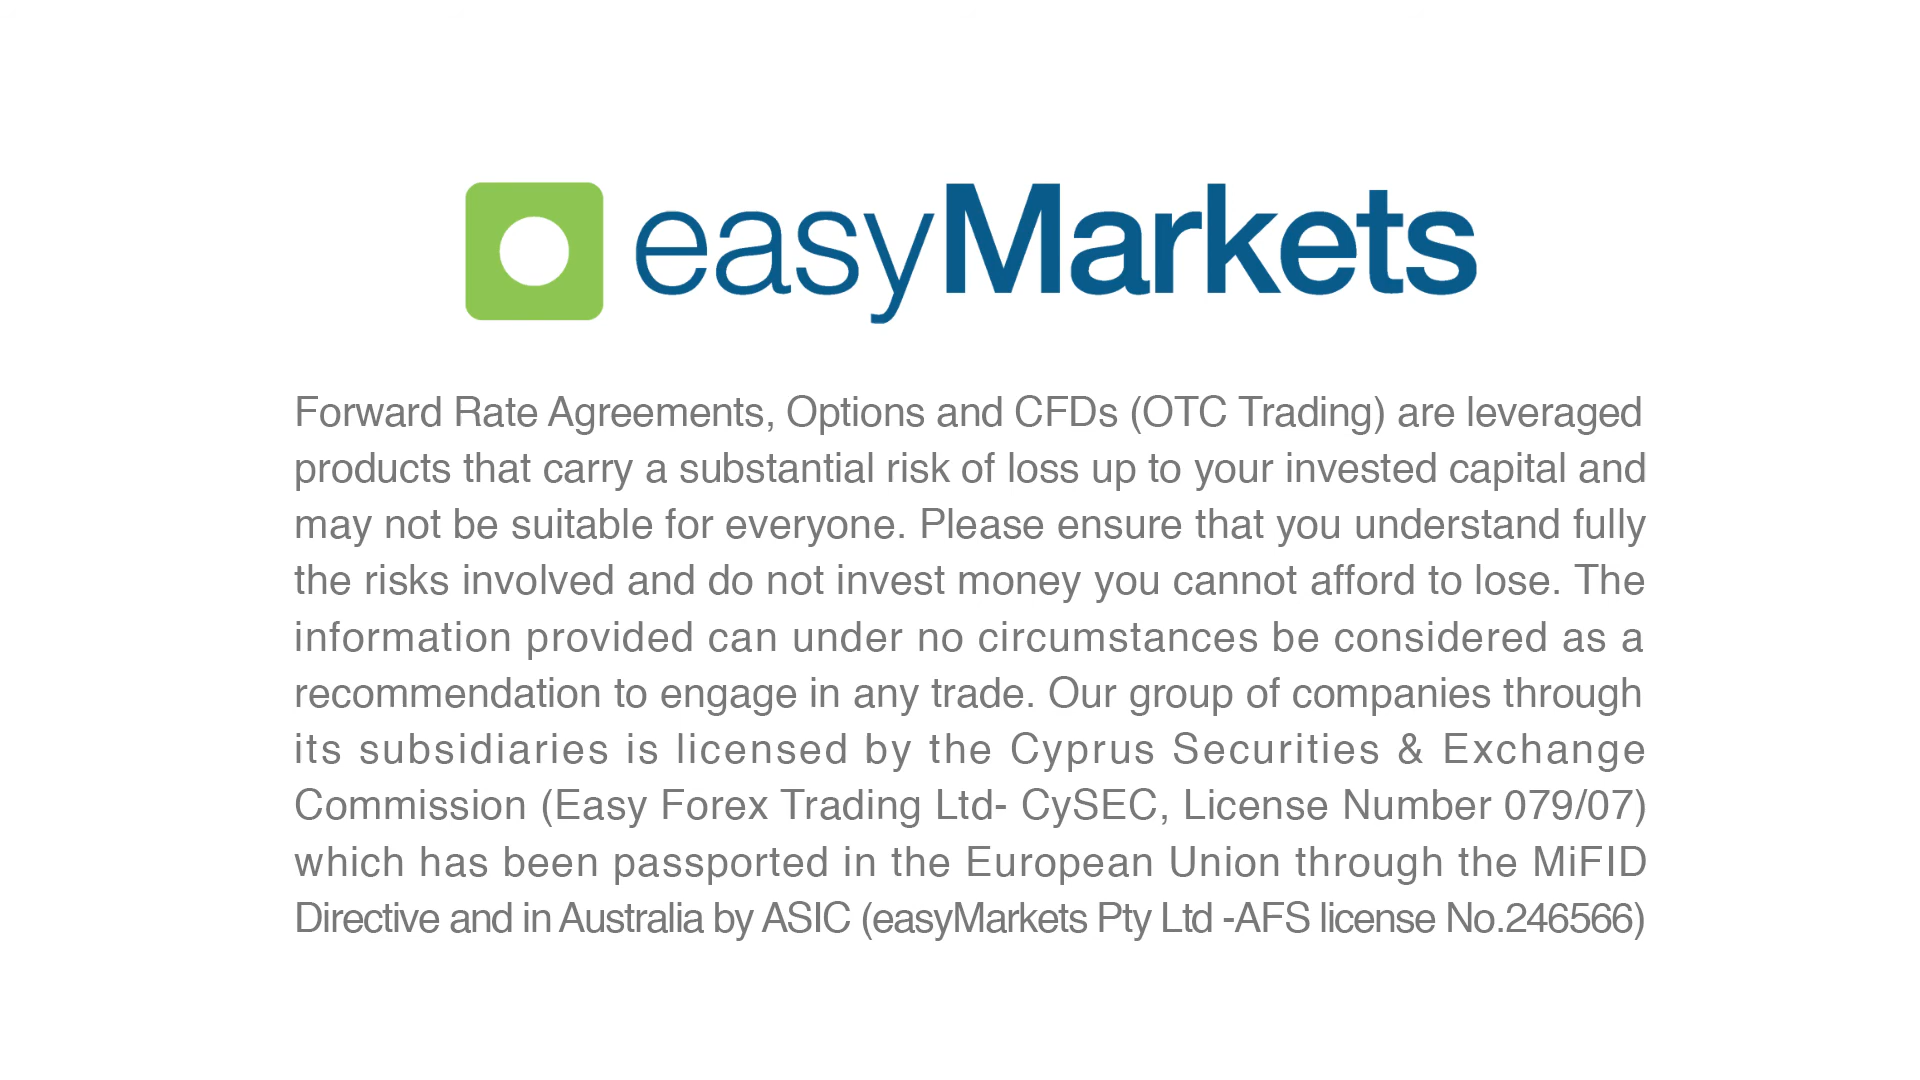 easyMarkets
Forward Rate Agreements, Options and CFDs (OTC Trading) are leveraged
products that carry a substantial risk of loss up to your invested capital and
may not be suitable for everyone. Please ensure that you understand fully
the risks involved and do not invest money you cannot afford to lose. The
information provided can under no circumstances be considered as a
recommendation to engage in any trade. Our group of companies through
its subsidiaries is licensed by the Cyprus Securities & Exchange
Commission (Easy Forex Trading Ltd- CySEC, License Number 079/07)
which has been passported in the European Union through the MiFID
Directive and in Australia by ASIC (easyMarkets Pty Ltd -AFS license No.246566)